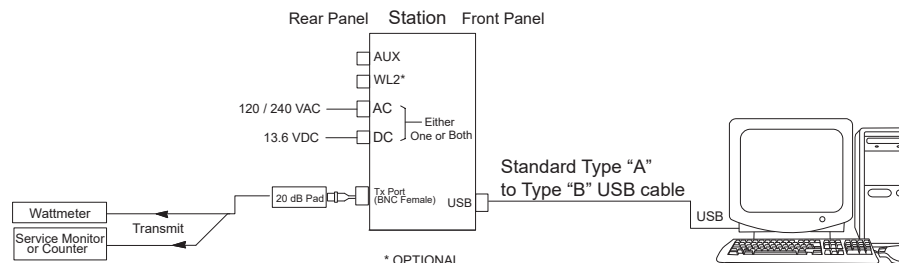 Rear Panel Station Front Panel
AUX
WL2*
120 / 240 VAC AC
Either
One or Both
13.6 VDC DC
Standard Type “A”
to Type “B” USB cable
20 dB Pad
Tx Port
(BNC Female)
USB
USB
Wattmeter
Transmit
Service Monitor
or Counter
* OPTIONAL